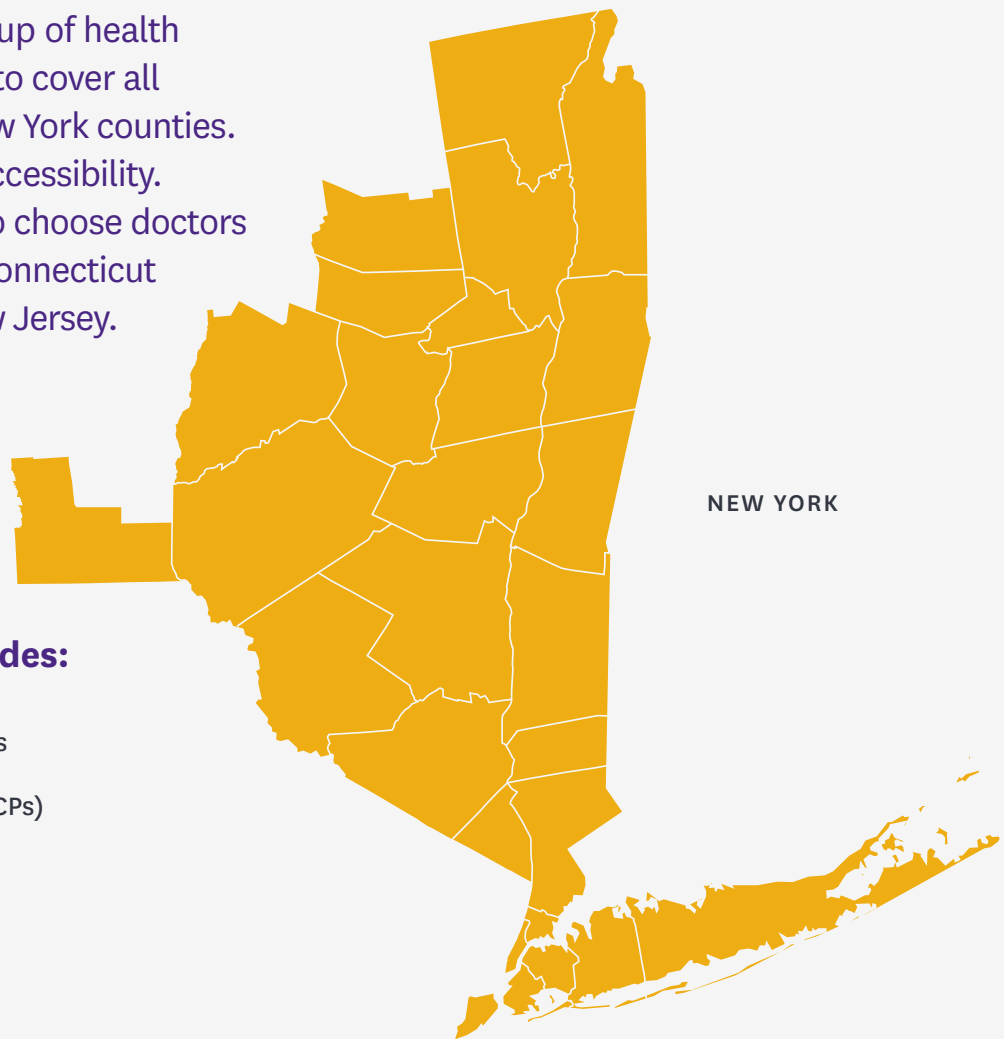 up of health
to cover all
w York counties.
ccessibility.
o choose doctors
onnecticut
w Jersey.
NEW YORK
des:
s
CPs)